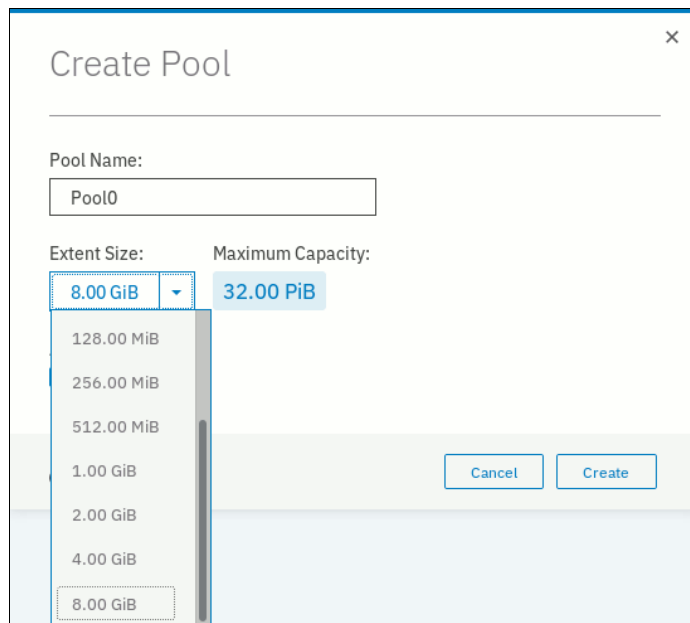 Create Pool
Pool Name:
Pool0
Extent Size: Maximum Capacity:
8.00 GiB 32.00 PiB
128.00 MiB
256.00 MiB
512.00 MiB
1.00 GiB
Cancel Create
2.00 GiB
4.00 GiB
8.00 GiB